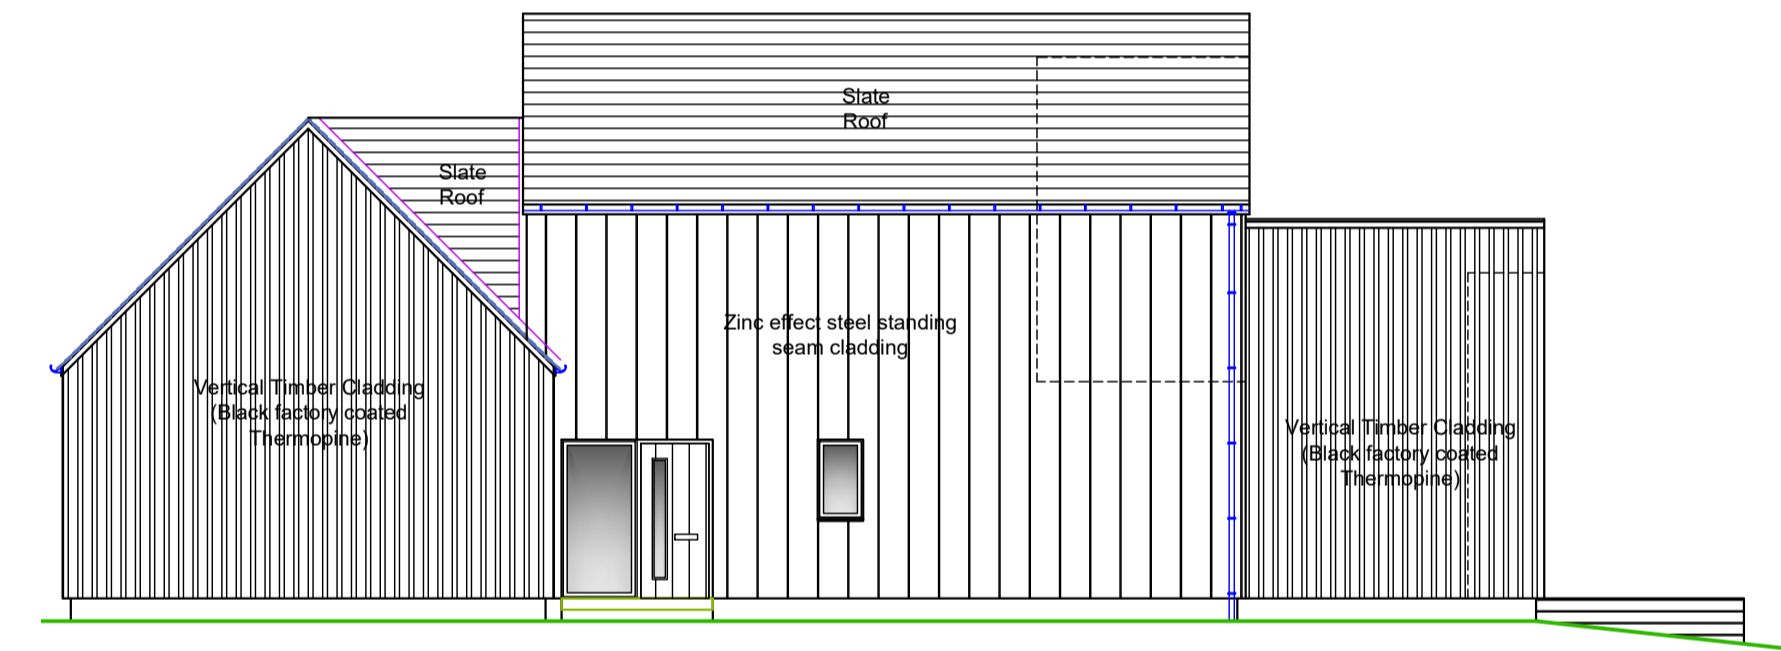 Slate
Roof
Slate
Roof
Zinc effect steel standing
seam cladding
Vertical Timber Cladding
(Black factory coated
Thermopine)
Vertical Timber Cladding
(Black factory coated
Thermopine)